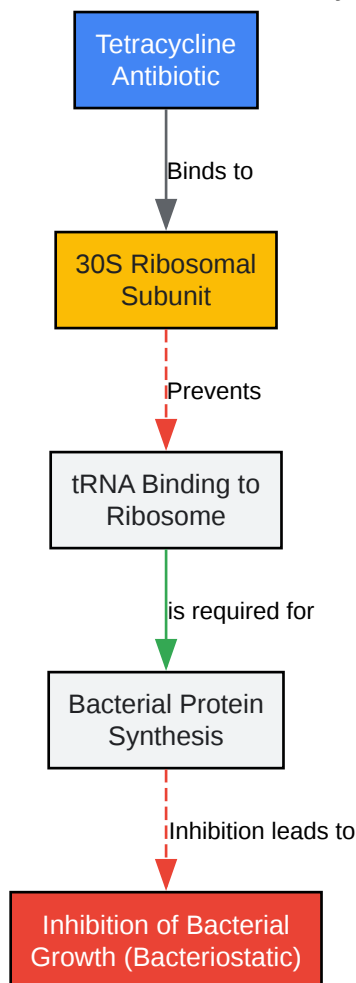 Tetracycline
Antibiotic
Binds to
30S Ribosomal
Subunit
Prevents
tRNA Binding to
Ribosome
is required for
Bacterial Protein
Synthesis
Inhibition leads to
Inhibition of Bacterial
Growth (Bacteriostatic)